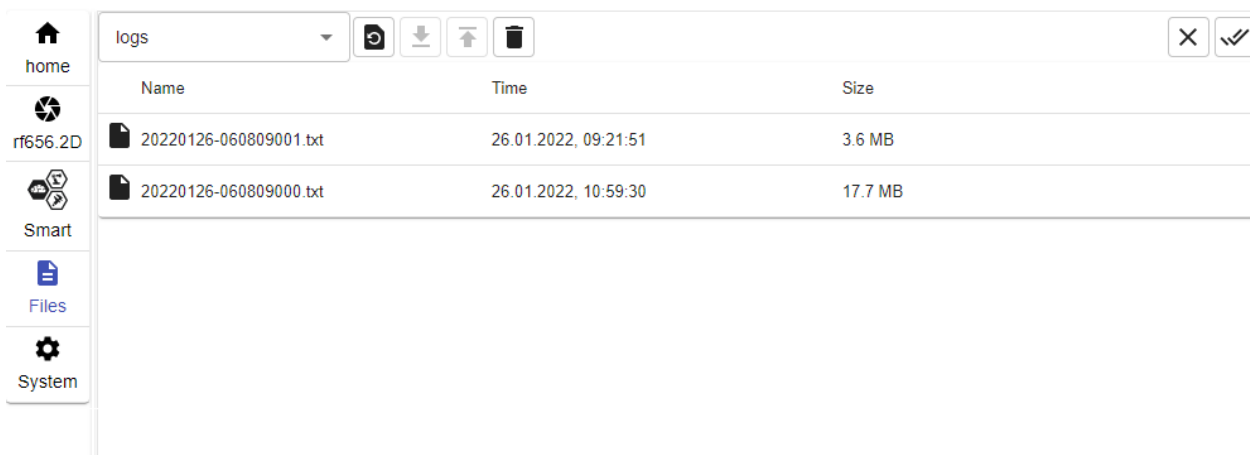 home
rf656.2D
Smart
Files
System
logs
Name Time Size
20220126-060809001.txt 26.01.2022, 09:21:51 3.6 MB
20220126-060809000.txt 26.01.2022, 10:59:30 17.7 MB